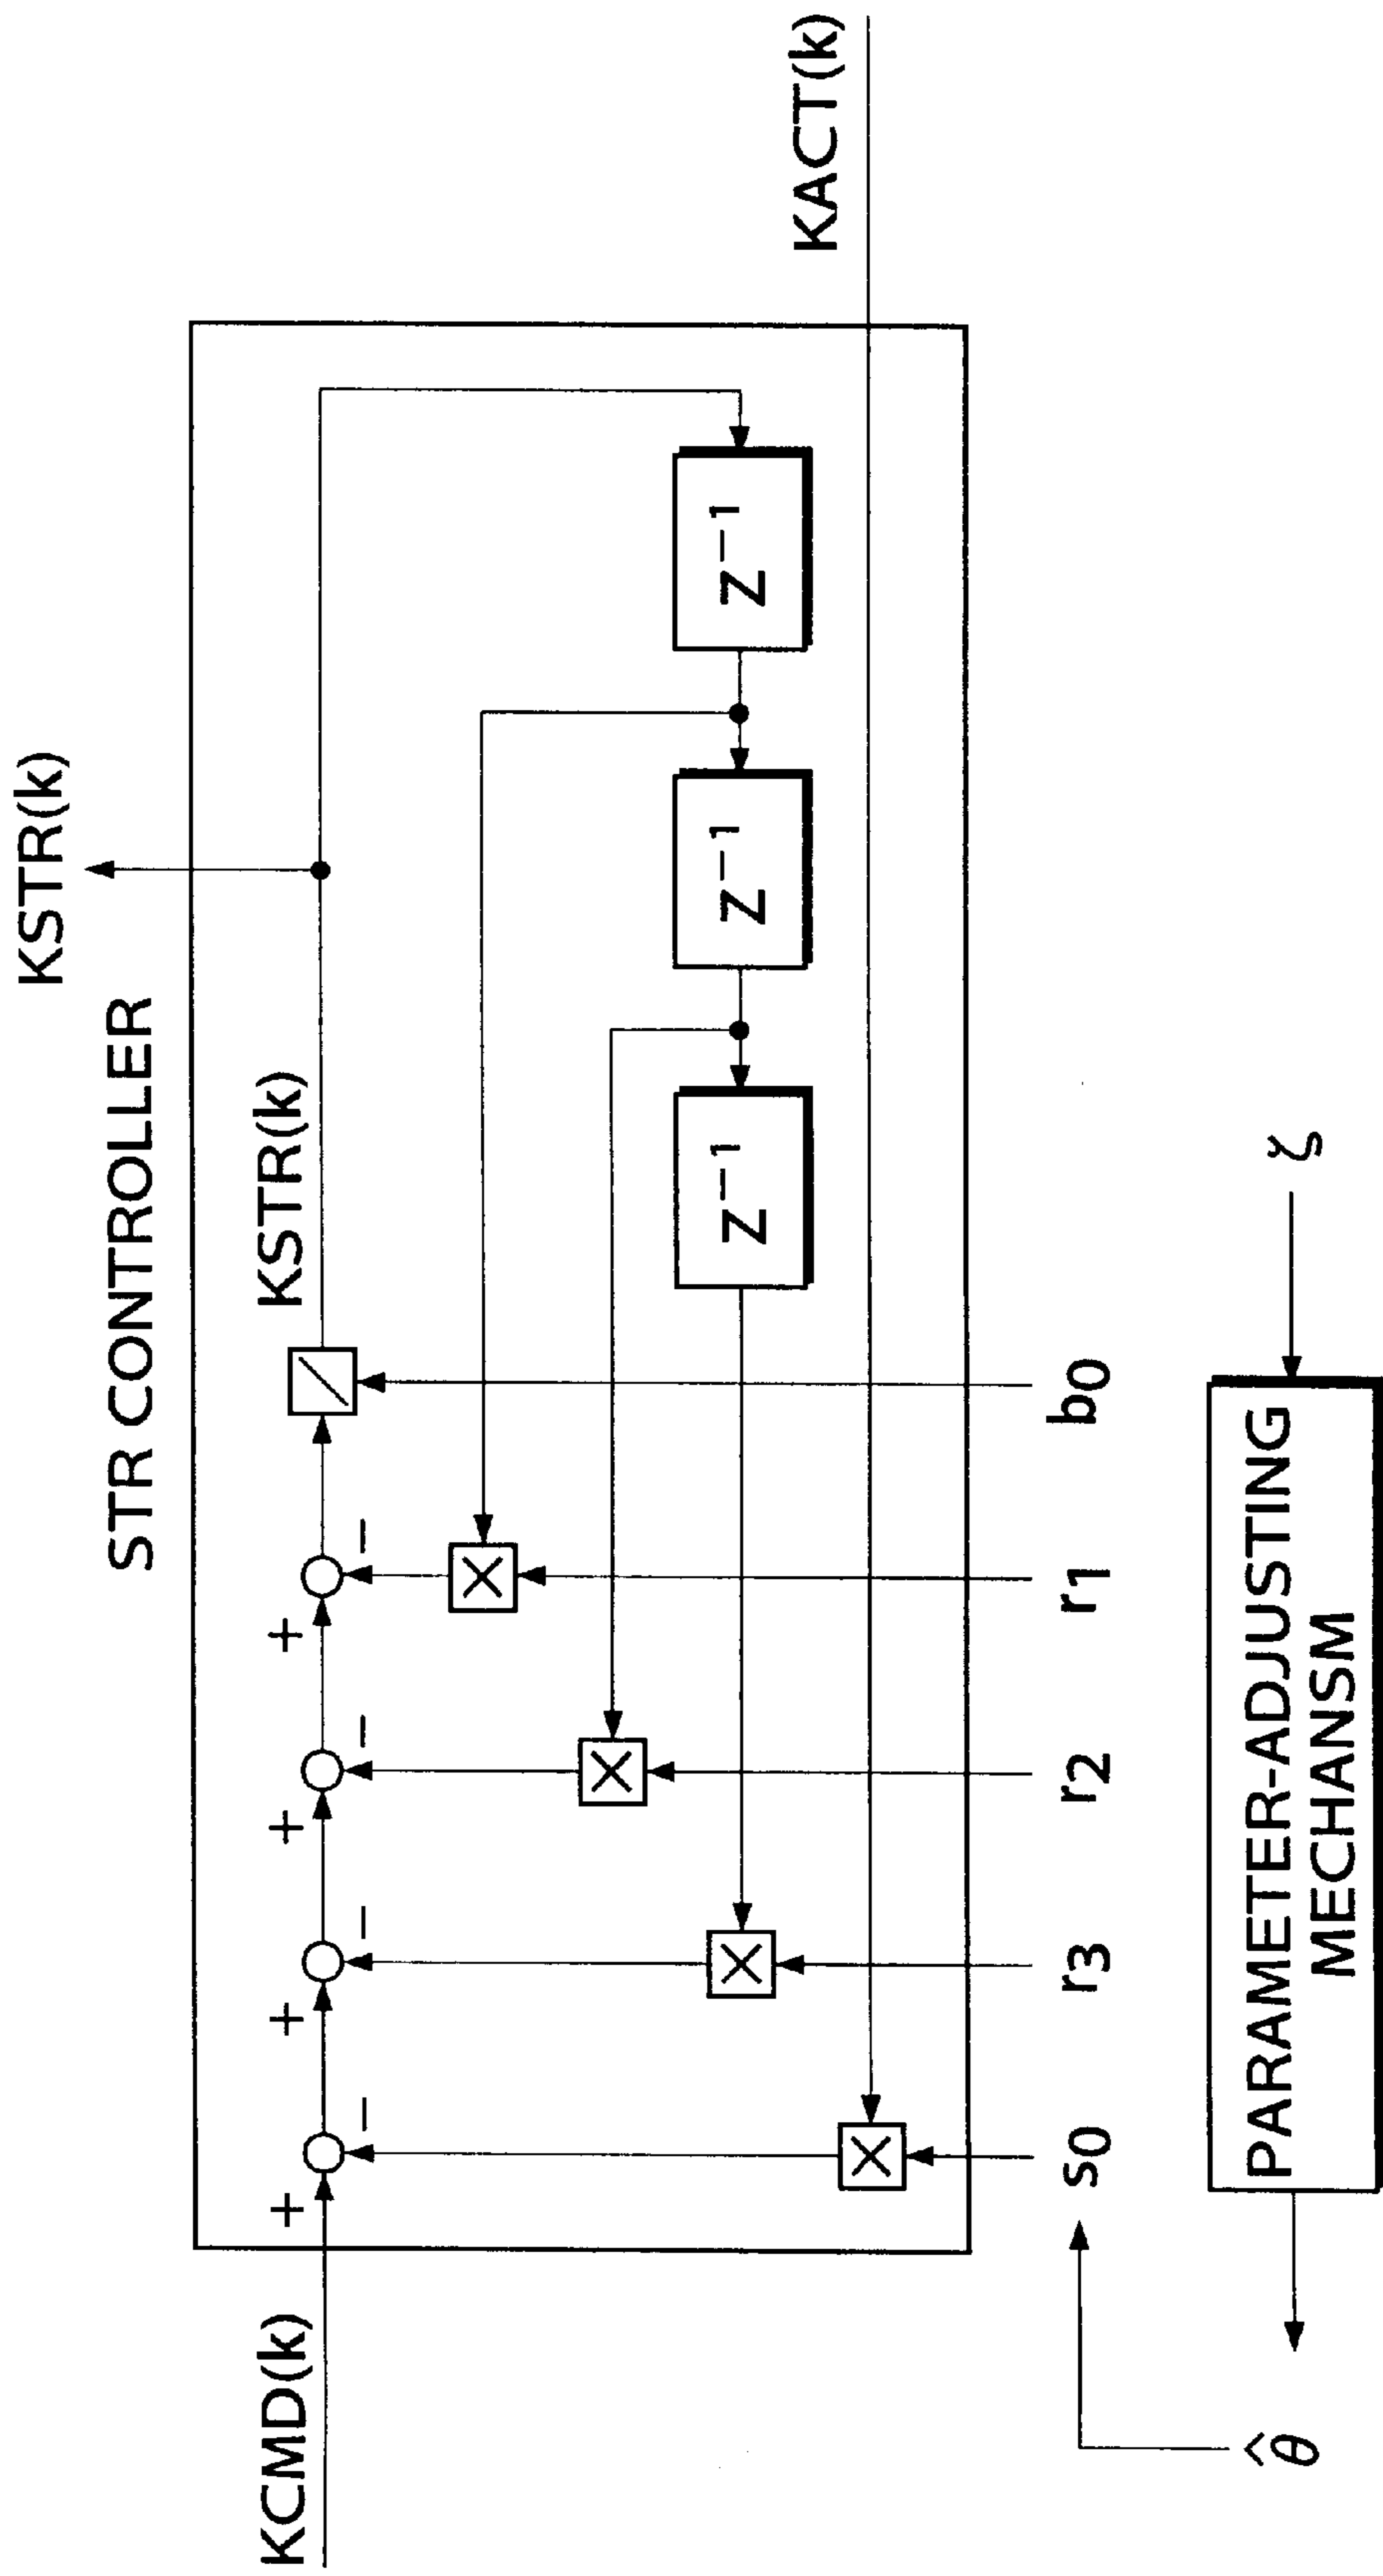 STR CONTROLLER
KSTR(k)
KCMD(k)
+
−
+
−
+
−
+
−
KSTR(k)
Z⁻¹
Z⁻¹
Z⁻¹
KACT(k)
s0
r3
r2
r1
b0
θ̂
PARAMETER-ADJUSTING
MECHANSM
ζ